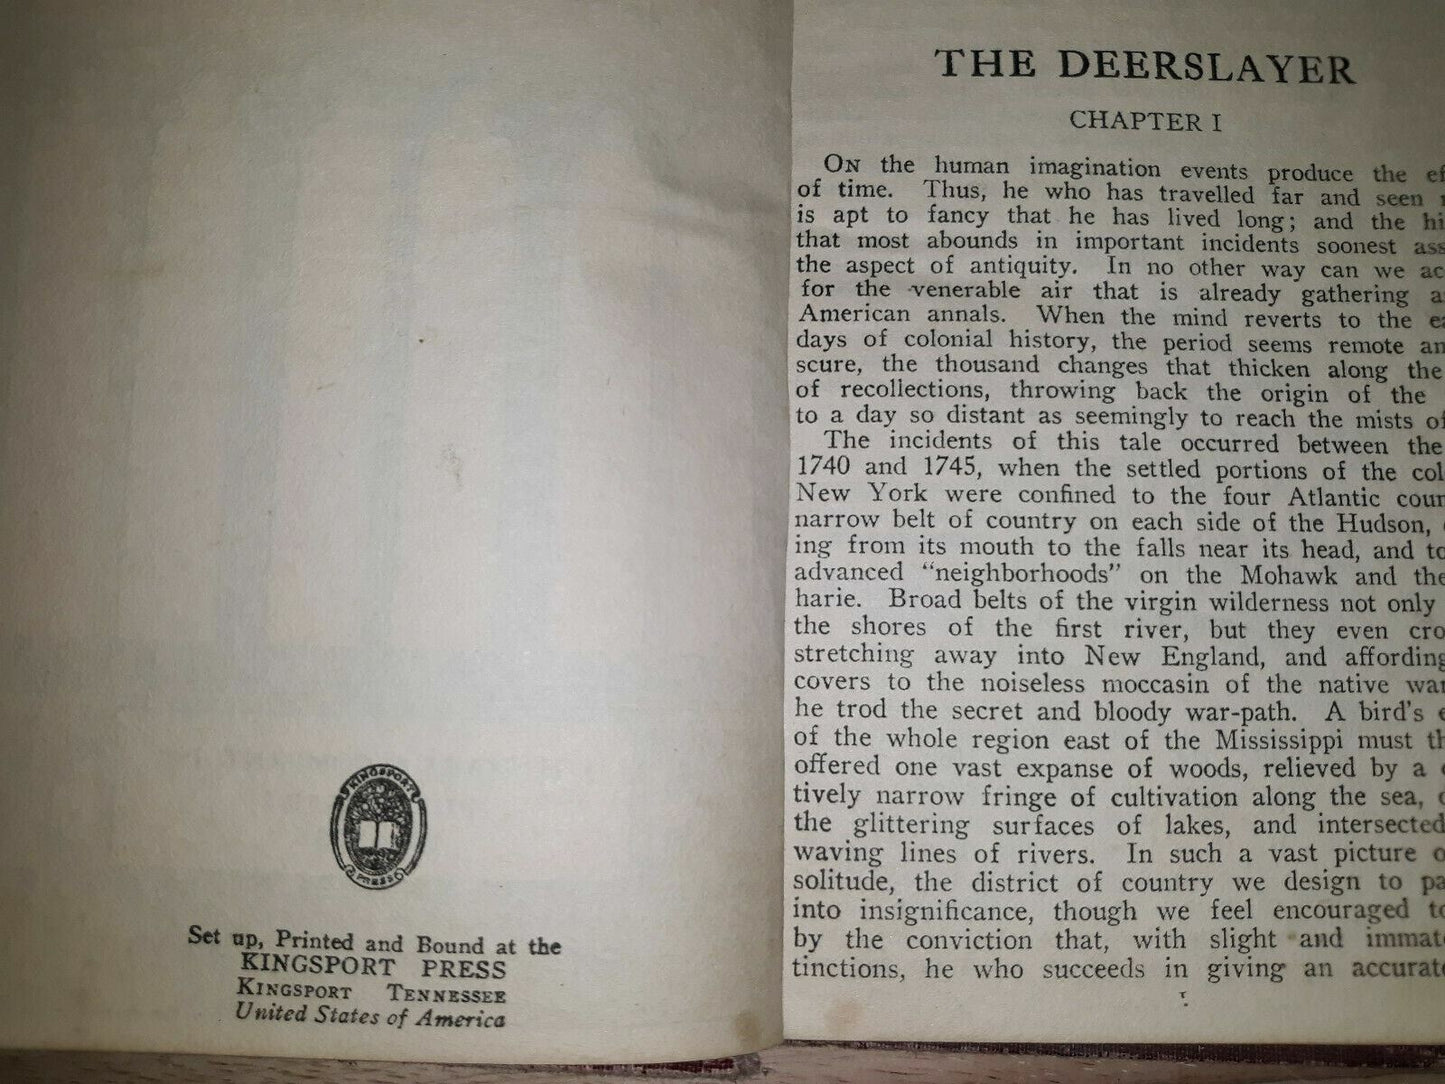 KINGSPORT
PRESS
Set up, Printed and Bound at the
KINGSPORT PRESS
KINGSPORT TENNESSEE
United States of America
THE DEERSLAYER
CHAPTER I
ON the human imagination events produce the
of time. Thus, he who has travelled far and seen
is apt to fancy that he has lived long; and the
that most abounds in important incidents soonest
the aspect of antiquity. In no other way can we
for the venerable air that is already gathering
American annals. When the mind reverts to the
days of colonial history, the period seems remote
scure, the thousand changes that thicken along the
of recollections, throwing back the origin of the
to a day so distant as seemingly to reach the mists
The incidents of this tale occurred between the
1740 and 1745, when the settled portions of the
New York were confined to the four Atlantic
narrow belt of country on each side of the Hudson,
ing from its mouth to the falls near its head, and
advanced “neighborhoods” on the Mohawk and
harie. Broad belts of the virgin wilderness not only
the shores of the first river, but they even
stretching away into New England, and
covers to the noiseless moccasin of the native
he trod the secret and bloody war-path. A bird's
of the whole region east of the Mississippi must
offered one vast expanse of woods, relieved by a
tively narrow fringe of cultivation along the sea,
the glittering surfaces of lakes, and intersected
waving lines of rivers. In such a vast picture
solitude, the district of country we design to
into insignificance, though we feel encouraged
by the conviction that, with slight and
tinctions, he who succeeds in giving an